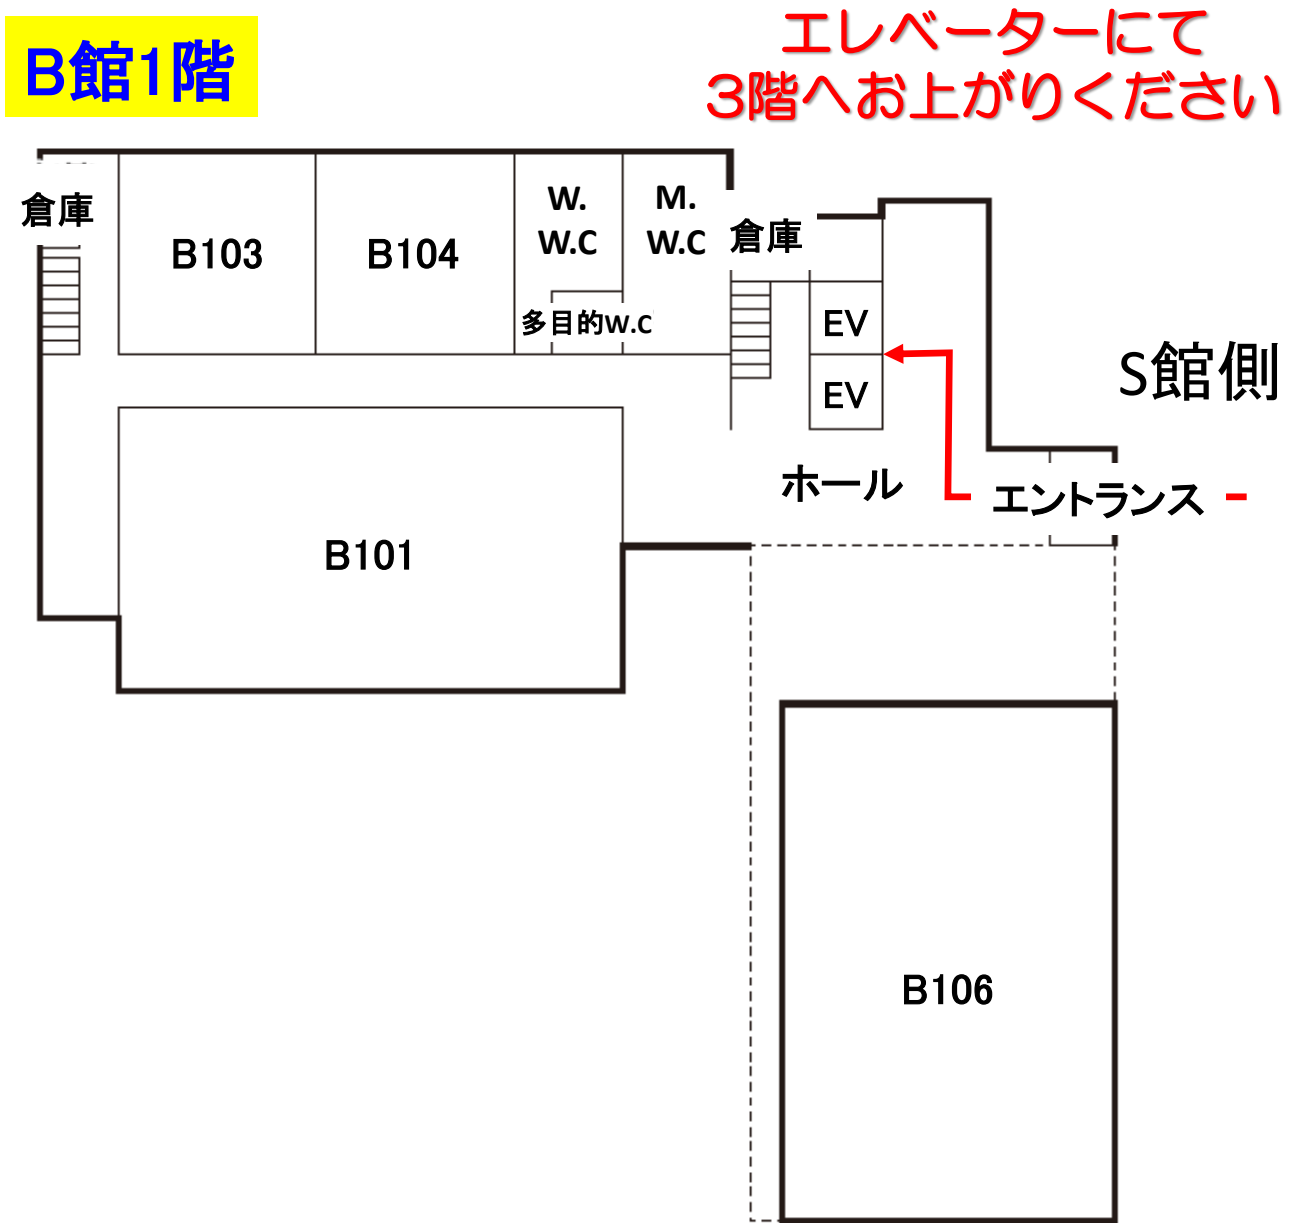 B館1階
エレベーターにて
3階へお上がりください
倉庫
B103
B104
W.
W.C
M.
W.C
倉庫
多目的W.C
EV
EV
S館側
ホール
エントランス
B101
B106